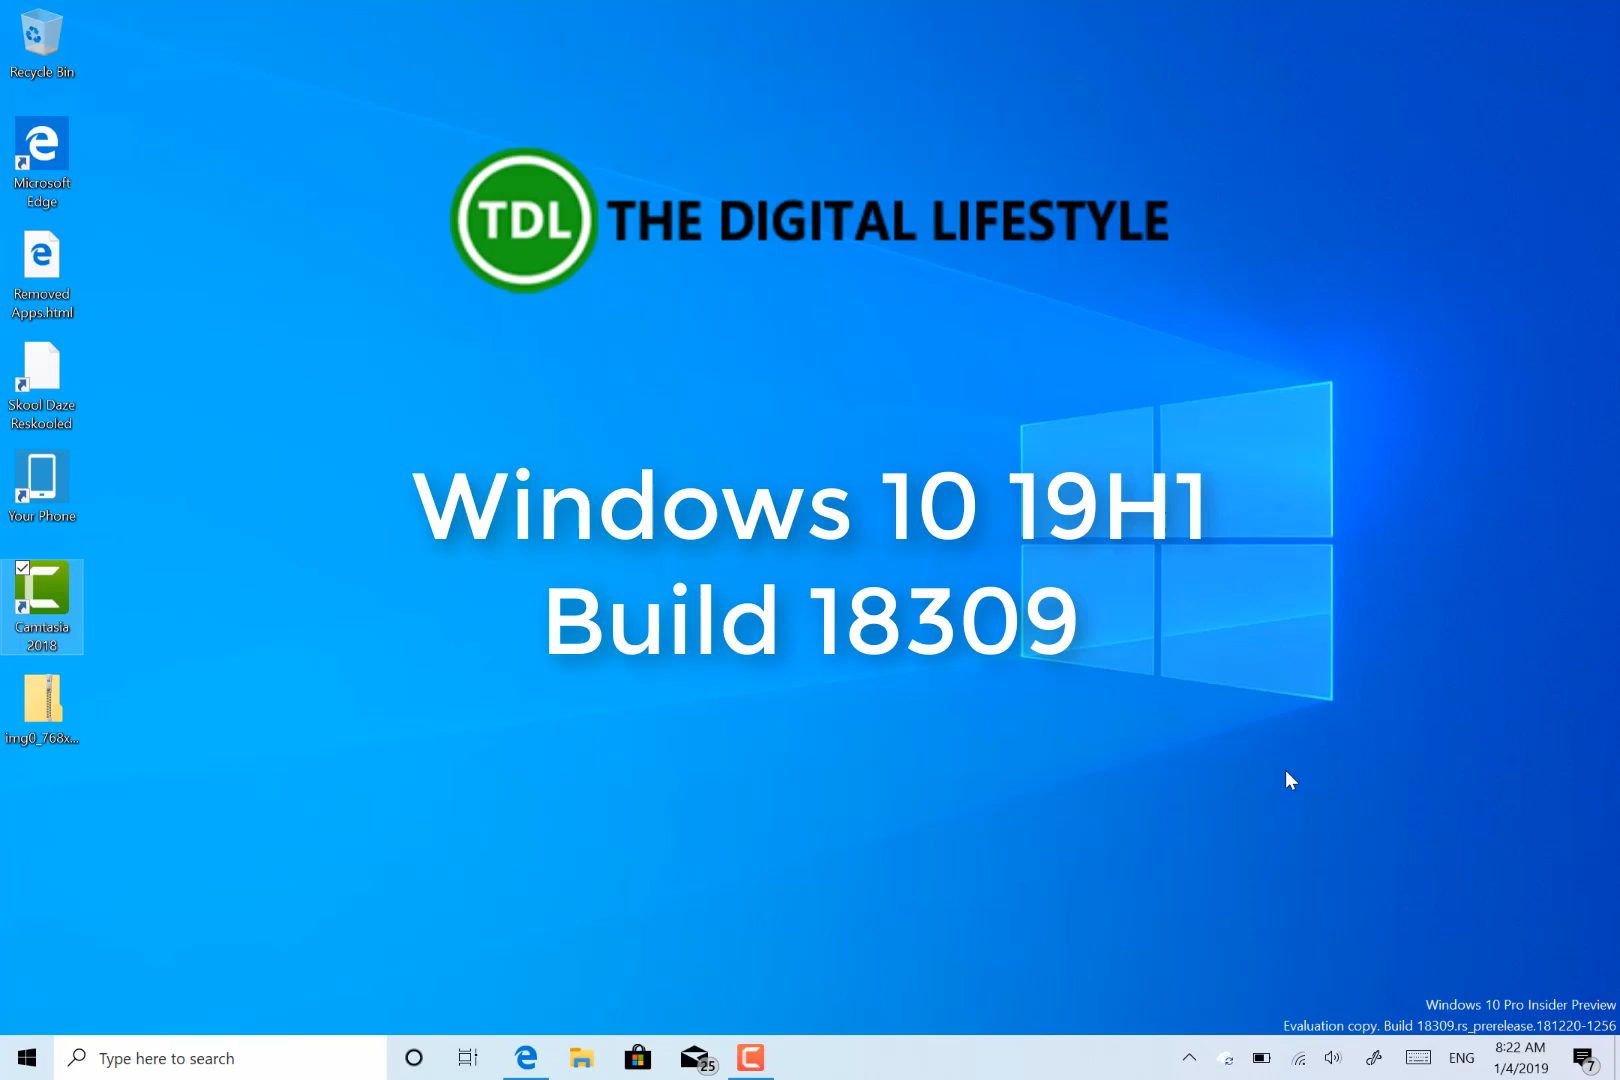 Recycle Bin
Microsoft
Edge
Removed
Apps.html
Skool Daze
Reskooled
Your Phone
Camtasia
2018
img0_768x...
TDL THE DIGITAL LIFESTYLE
Windows 10 19H1
Build 18309
Windows 10 Pro Insider Preview
Evaluation copy. Build 18309.rs_prerelease.181220-1256
Type here to search
25
ENG
8:22 AM
1/4/2019
7